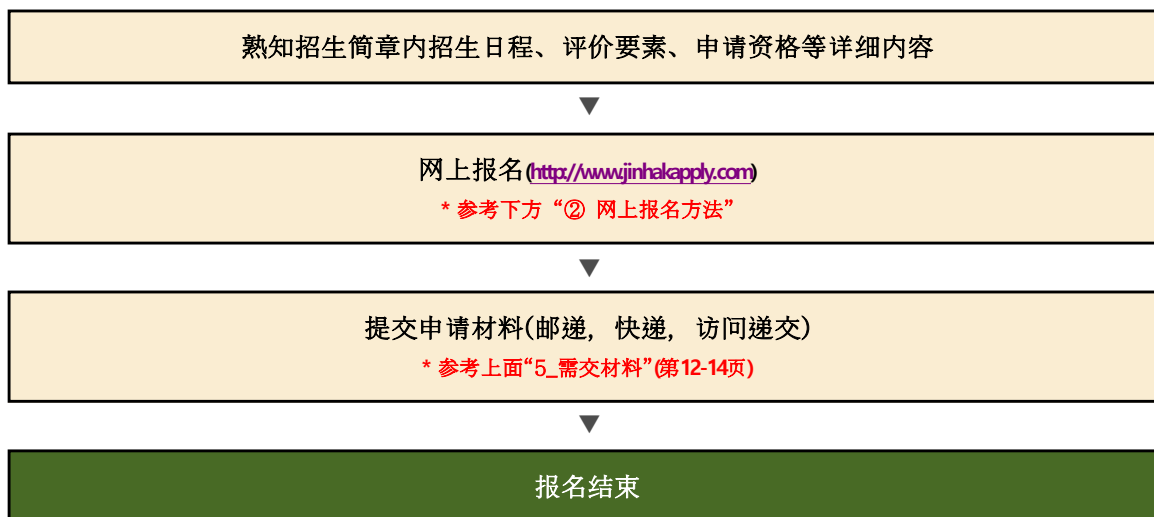 熟知招生简章内招生日程、评价要素、申请资格等详细内容
▼
网上报名(http://www.jinhakapply.com)
* 参考下方 “② 网上报名方法”
▼
提交申请材料(邮递, 快递, 访问递交)
* 参考上面“5_需交材料”(第12-14页)
▼
报名结束